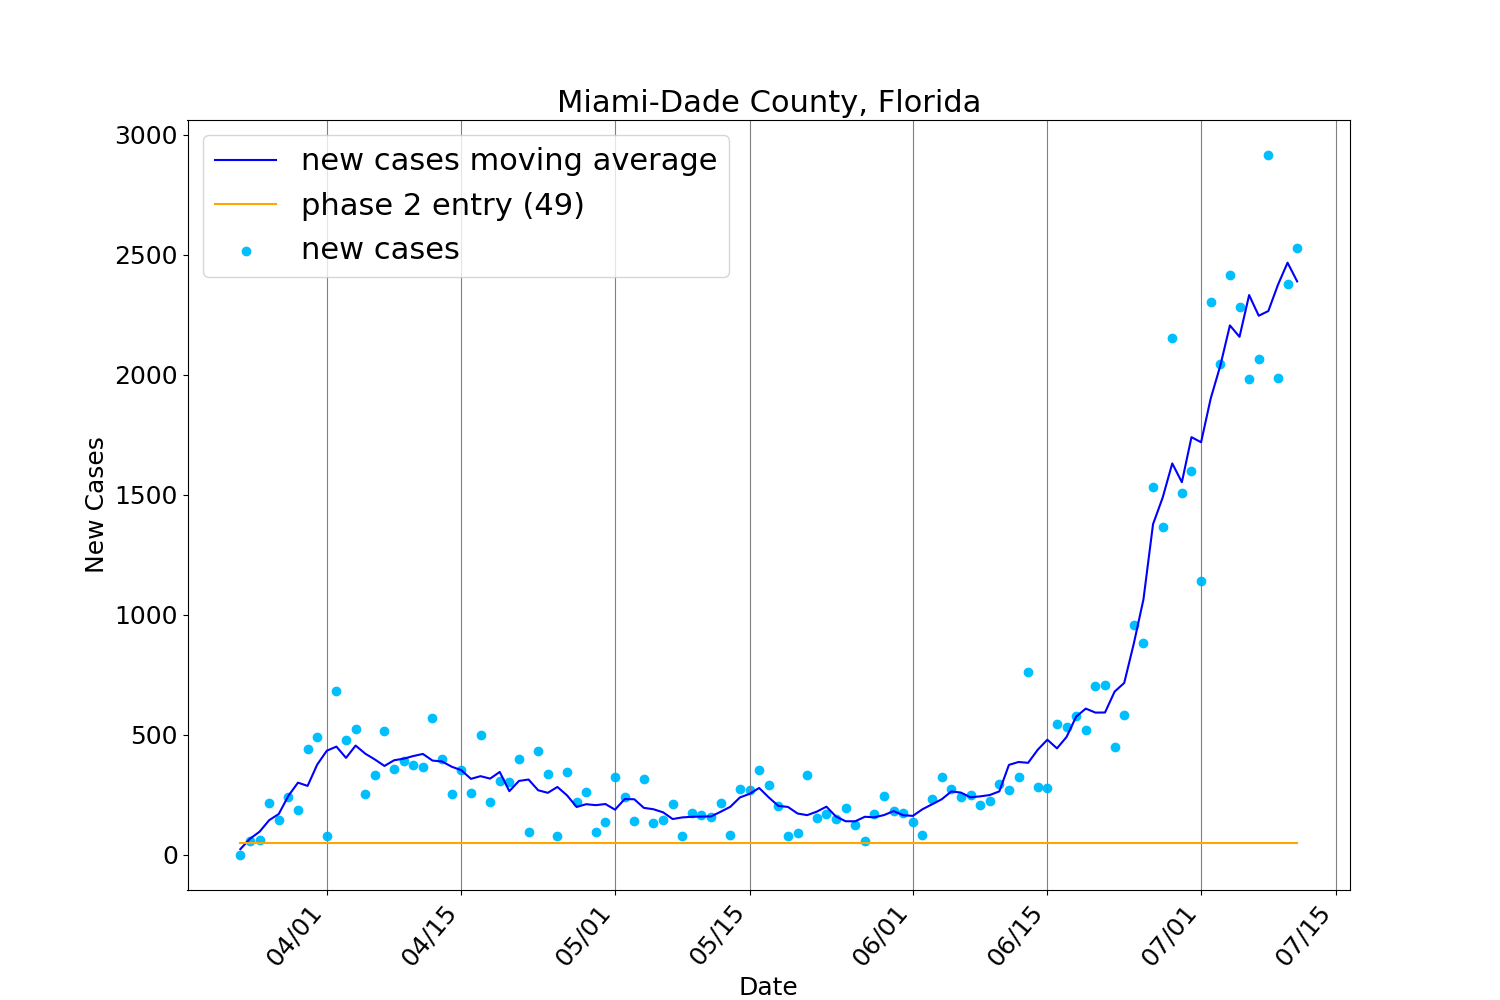 Miami-Dade County, Florida
new cases moving average
phase 2 entry (49)
new cases
3000
2500
2000
1500
1000
500
0
New Cases
04/01
04/15
05/01
05/15
06/01
06/15
07/01
07/15
Date